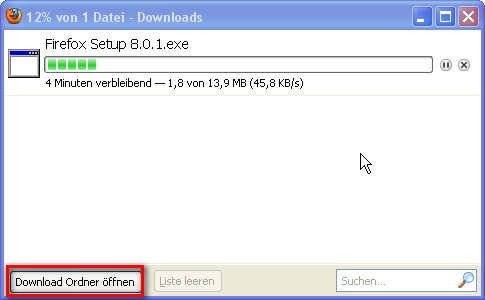 12% von 1 Datei - Downloads
Firefox Setup 8.0.1.exe
4 Minuten verbleibend — 1,8 von 13,9 MB (45,8 KB/s)
Download Ordner öffnen Liste leeren Suchen...